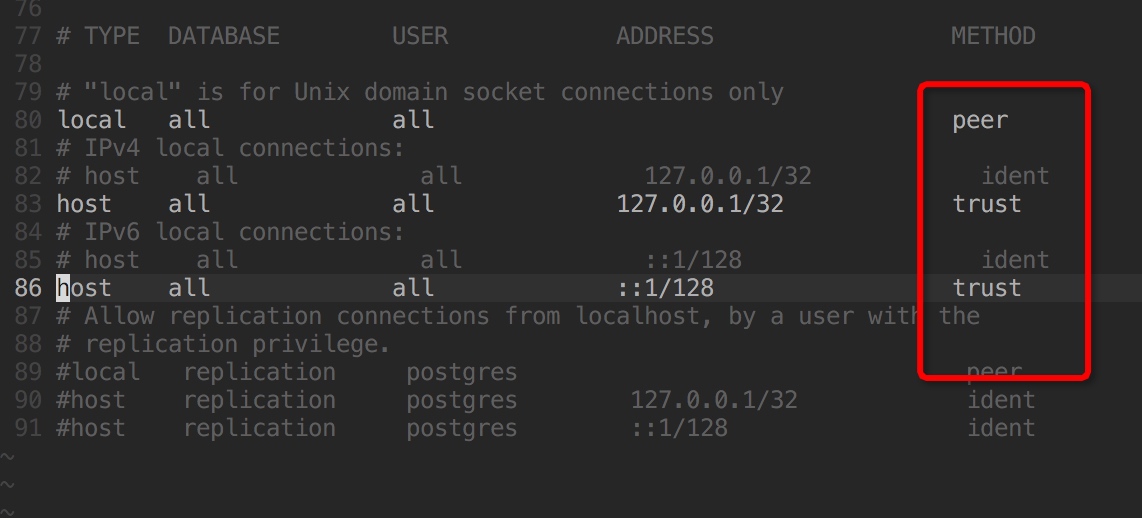 76
77 # TYPE  DATABASE        USER            ADDRESS                 METHOD
78
79 # "local" is for Unix domain socket connections only
80 local   all             all                                     peer
81 # IPv4 local connections:
82 # host    all             all             127.0.0.1/32            ident
83 host    all             all             127.0.0.1/32            trust
84 # IPv6 local connections:
85 # host    all             all             ::1/128                 ident
86 host    all             all             ::1/128                 trust
87 # Allow replication connections from localhost, by a user with the
88 # replication privilege.
89 #local   replication     postgres                                peer
90 #host    replication     postgres        127.0.0.1/32            ident
91 #host    replication     postgres        ::1/128                 ident
~
~
~